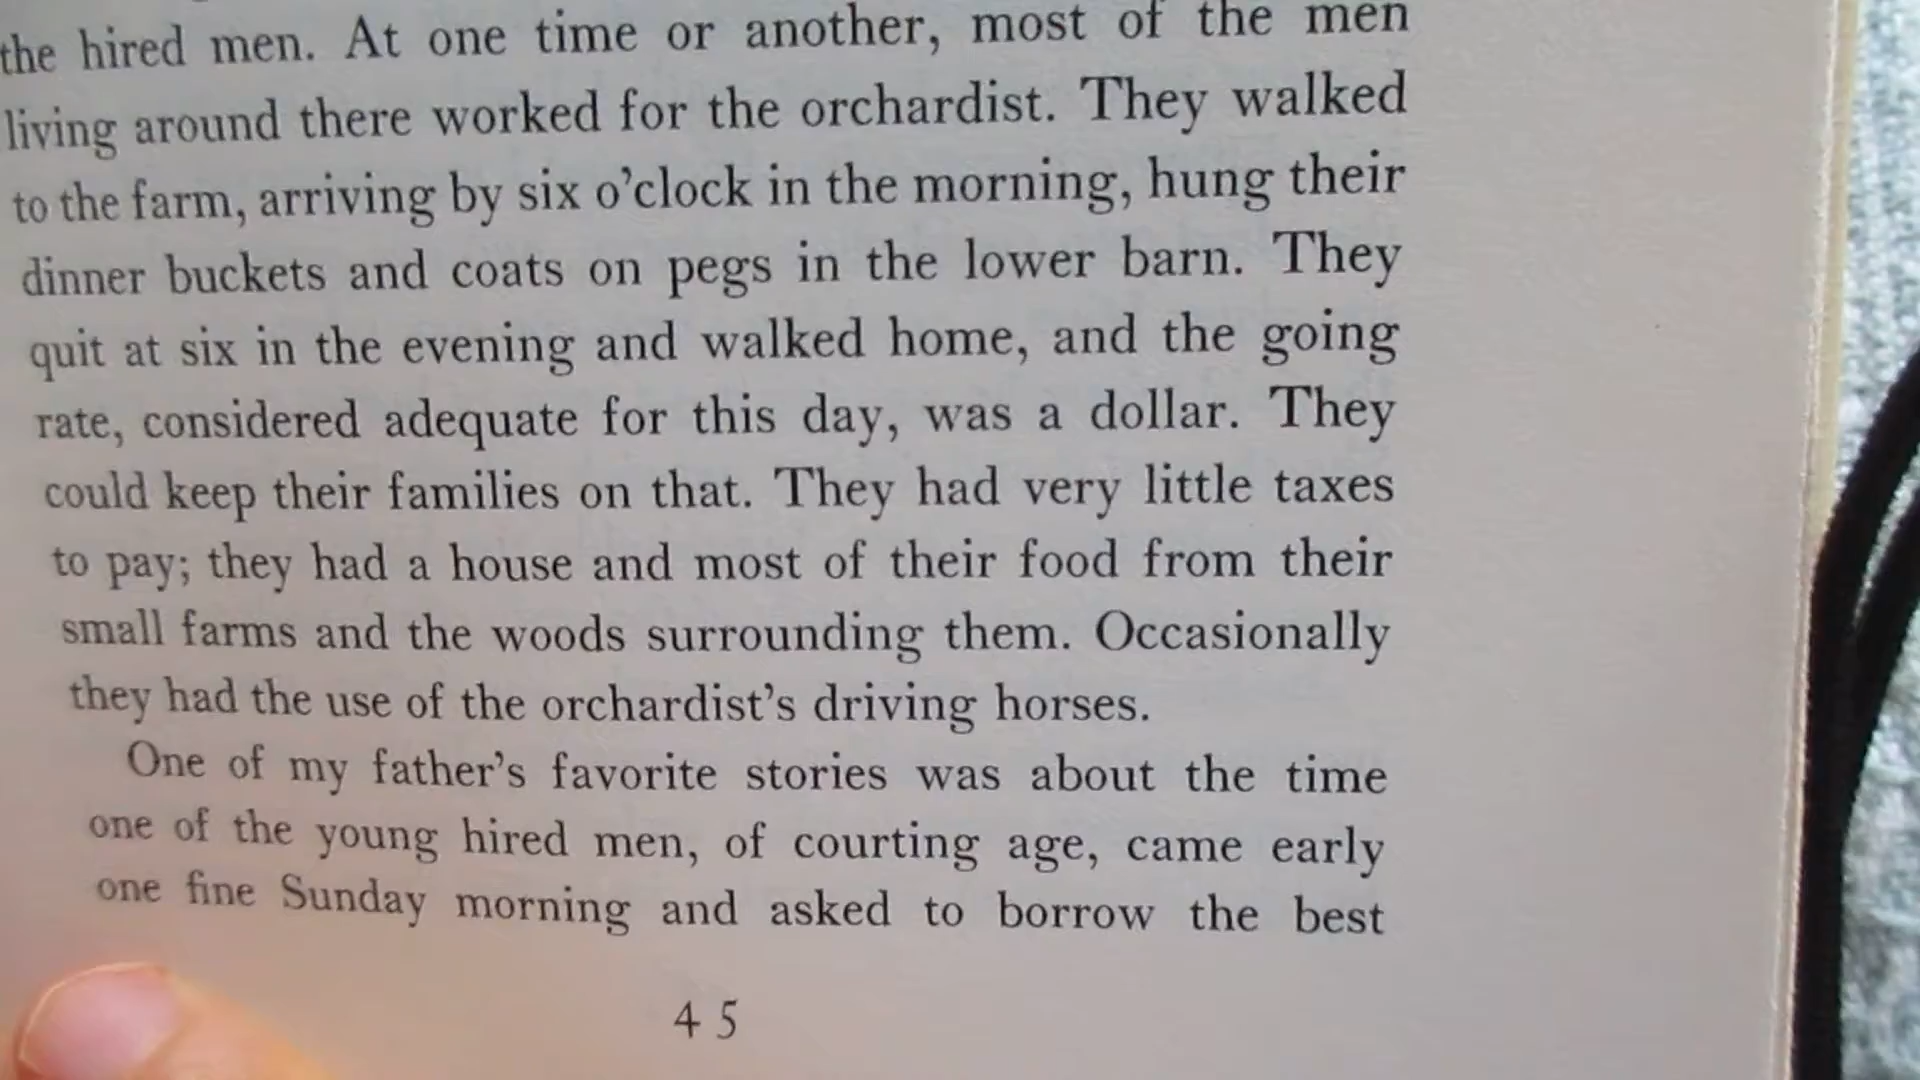 the hired men. At one time or another, most of the men
living around there worked for the orchardist. They walked
to the farm, arriving by six o’clock in the morning, hung their
dinner buckets and coats on pegs in the lower barn. They
quit at six in the evening and walked home, and the going
rate, considered adequate for this day, was a dollar. They
could keep their families on that. They had very little taxes
to pay; they had a house and most of their food from their
small farms and the woods surrounding them. Occasionally
they had the use of the orchardist’s driving horses.
One of my father’s favorite stories was about the time
one of the young hired men, of courting age, came early
one fine Sunday morning and asked to borrow the best
45